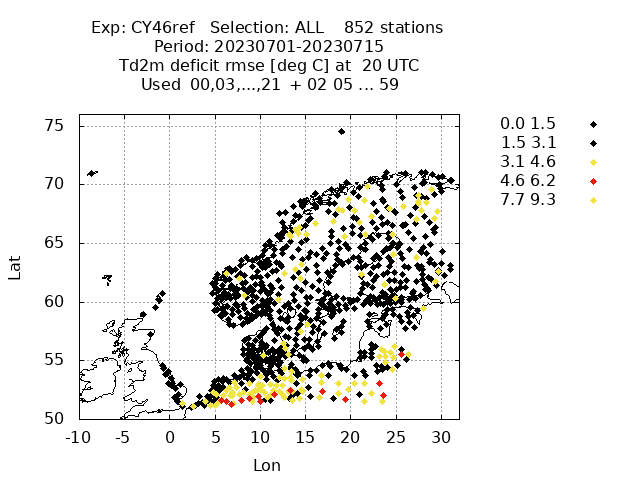 Exp: CY46ref   Selection: ALL    852 stations
Period: 20230701-20230715
Td2m deficit rmse [deg C] at  20 UTC
Used  00,03,...,21  + 02 05 ... 59
0.0 1.5
1.5 3.1
3.1 4.6
4.6 6.2
7.7 9.3
75
70
65
60
55
50
Lat
-10 -5 0 5 10 15 20 25 30
Lon